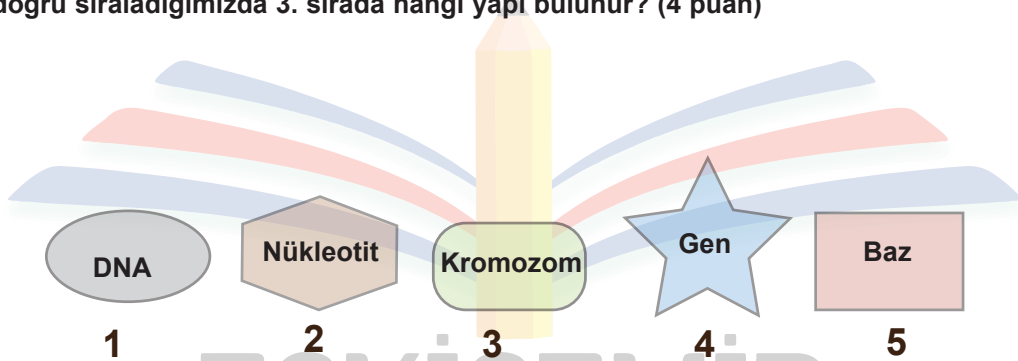 doğru sıraladığımızda 3. sırada hangi yapı bulunur? (4 puan)
DNA
Nükleotit
Kromozom
Gen
Baz
1
2
3
4
5